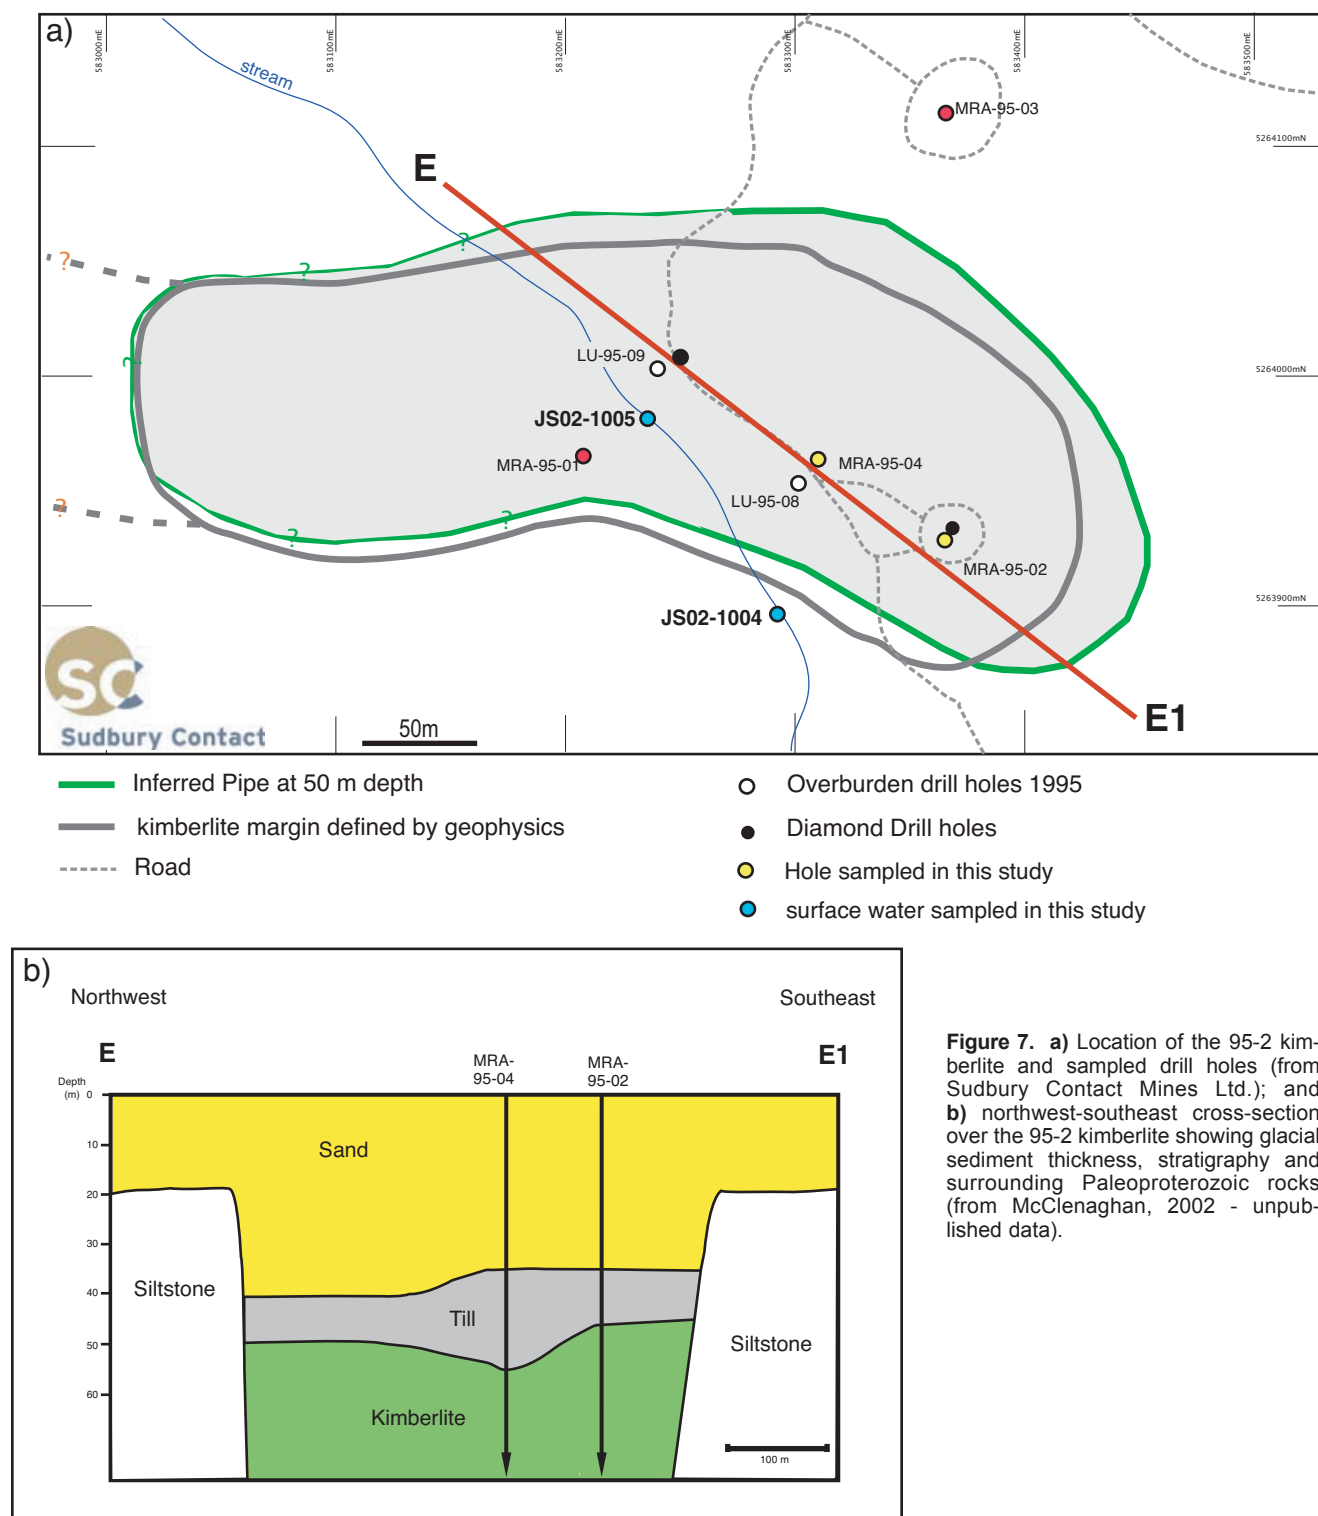 a)
583000mE
583100mE
583200mE
583300mE
583400mE
583500mE
stream
MRA-95-03
5264100mN
E
?
?
?
?
LU-95-09
5264000mN
JS02-1005
MRA-95-01
MRA-95-04
LU-95-08
?
?
?
MRA-95-02
5263900mN
JS02-1004
SC
Sudbury Contact
50m
E1
Inferred Pipe at 50 m depth
kimberlite margin defined by geophysics
Road
Overburden drill holes 1995
Diamond Drill holes
Hole sampled in this study
surface water sampled in this study
b)
Northwest
Southeast
E
MRA-
95-04
MRA-
95-02
E1
Depth
(m) 0
10
20
30
40
50
60
Sand
Siltstone
Till
Siltstone
Kimberlite
100 m
Figure 7. a) Location of the 95-2 kim-
berlite and sampled drill holes (from
Sudbury Contact Mines Ltd.); and
b) northwest-southeast cross-section
over the 95-2 kimberlite showing glacial
sediment thickness, stratigraphy and
surrounding Paleoproterozoic rocks
(from McClenaghan, 2002 - unpub-
lished data).